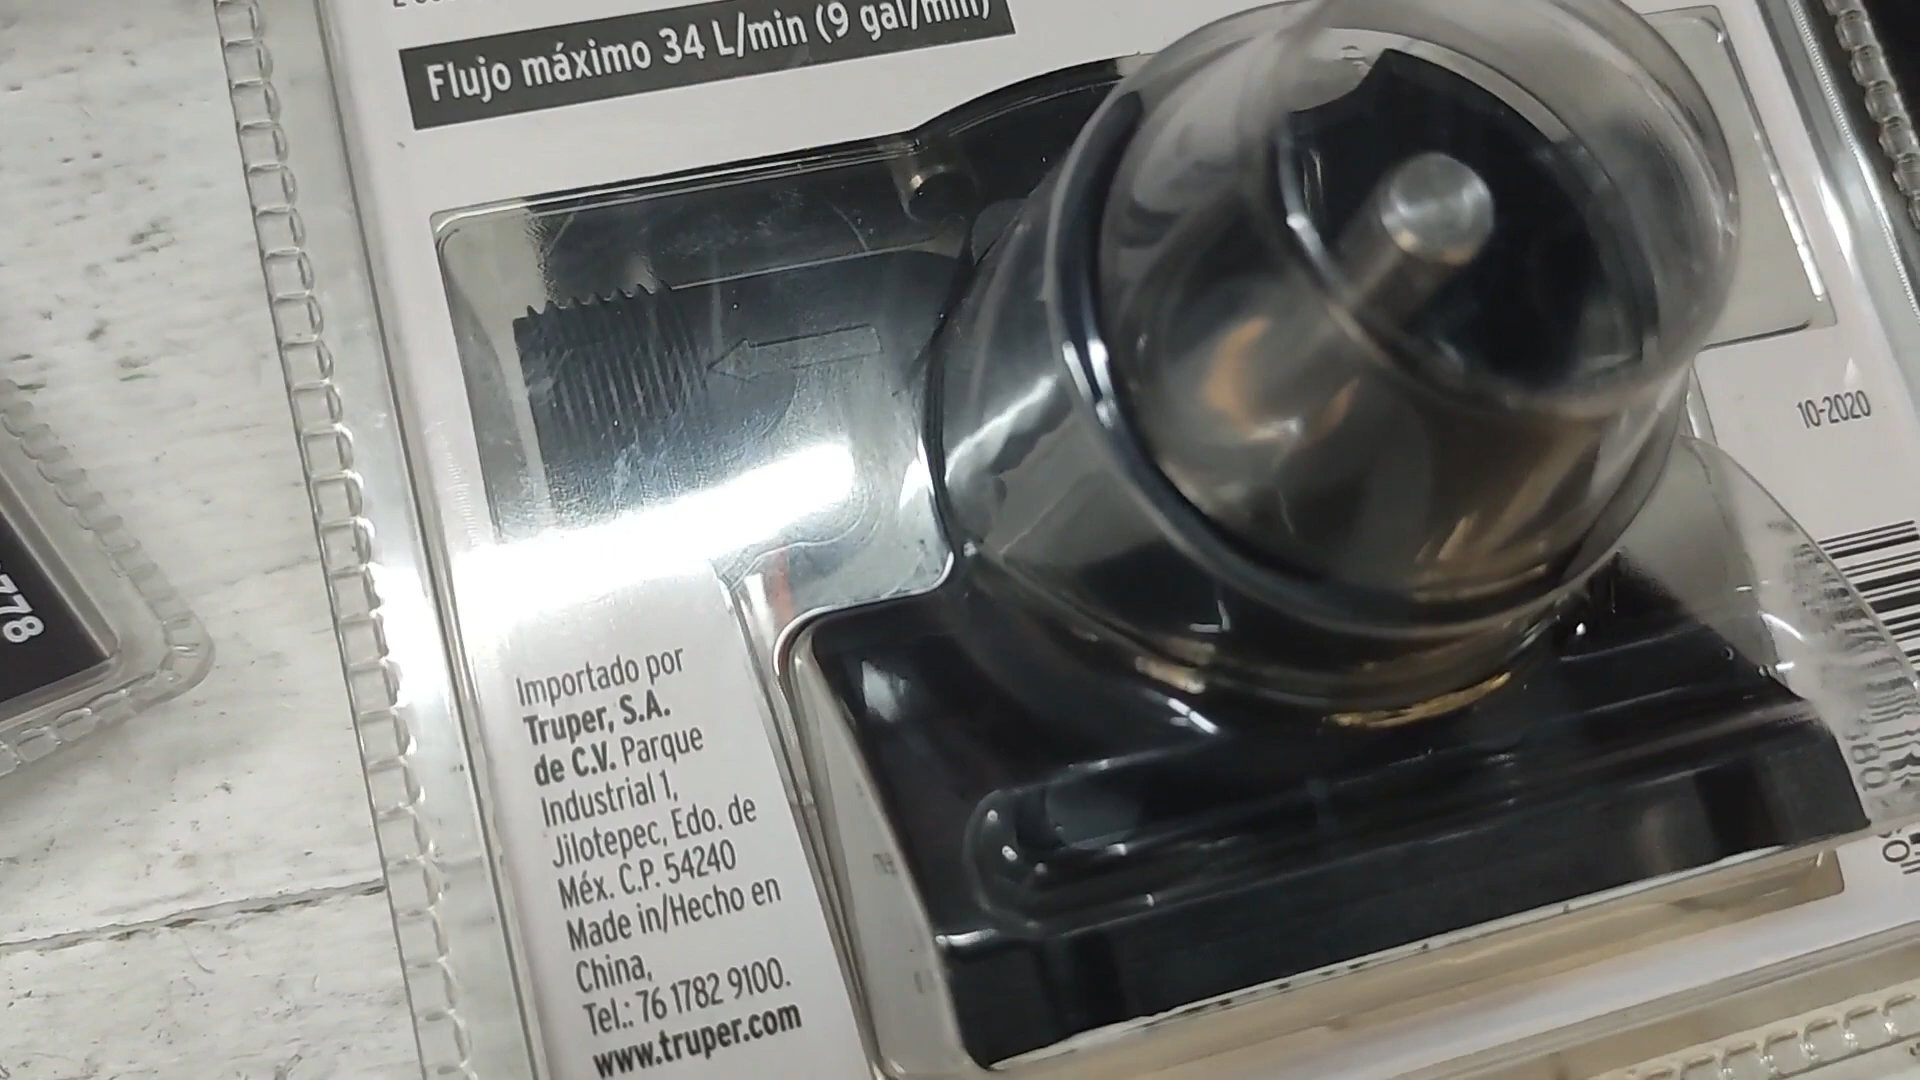 Flujo máximo 34 L/min (9 gal/min)
10-2020
778
Importado por
Truper, S.A.
de C.V. Parque
Industrial 1,
Jilotepec, Edo. de
Méx. C.P. 54240
Made in/Hecho en
China,
Tel.: 76 1782 9100.
www.truper.com